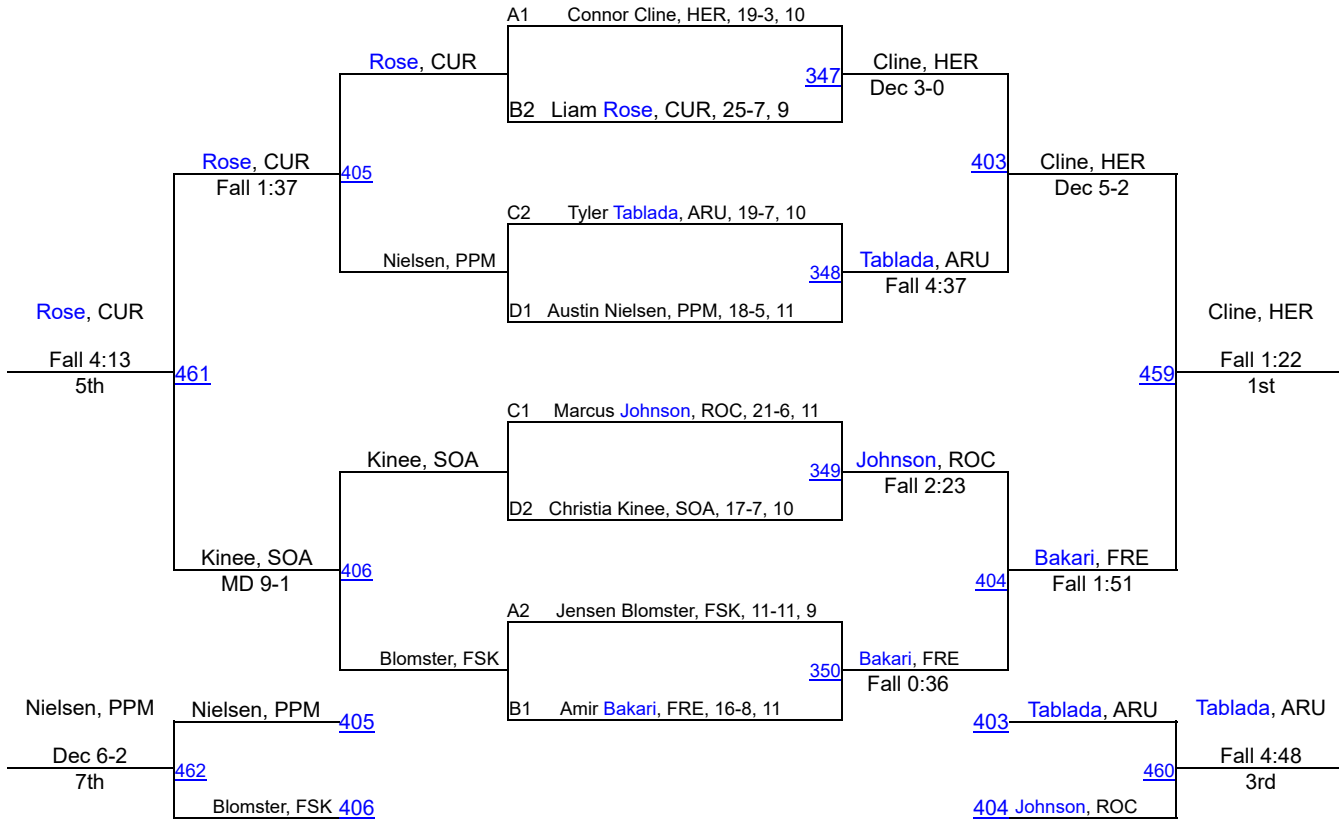 A1 Connor Cline, HER, 19-3, 10
Rose, CUR
347
Cline, HER
Dec 3-0
B2 Liam Rose, CUR, 25-7, 9
Rose, CUR
Fall 1:37
405
403
Cline, HER
Dec 5-2
C2 Tyler Tablada, ARU, 19-7, 10
Nielsen, PPM
348
Tablada, ARU
Fall 4:37
D1 Austin Nielsen, PPM, 18-5, 11
Rose, CUR
Fall 4:13
5th
461
459
Cline, HER
Fall 1:22
1st
C1 Marcus Johnson, ROC, 21-6, 11
Kinee, SOA
349
Johnson, ROC
Fall 2:23
D2 Christia Kinee, SOA, 17-7, 10
Kinee, SOA
MD 9-1
406
404
Bakari, FRE
Fall 1:51
A2 Jensen Blomster, FSK, 11-11, 9
Blomster, FSK
350
Bakari, FRE
Fall 0:36
B1 Amir Bakari, FRE, 16-8, 11
Nielsen, PPM
Nielsen, PPM
405
403
Tablada, ARU
Tablada, ARU
Dec 6-2
7th
462
460
Fall 4:48
3rd
Blomster, FSK
406
404
Johnson, ROC